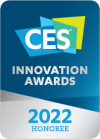 CES
INNOVATION
AWARDS
2022
HONOREE